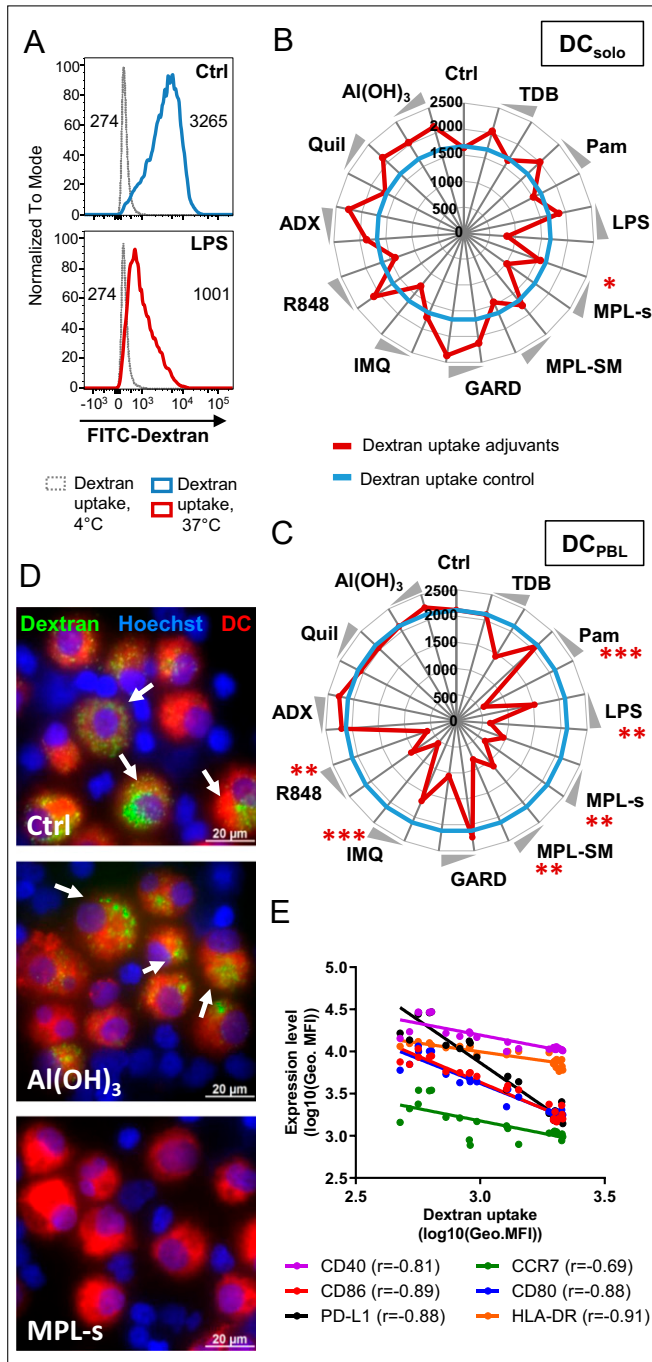 A
Normalized To Mode
100
80
60
40
20
0
Ctrl
274
3265
100
80
60
40
20
0
LPS
274
1001
-10³ 0 10³ 10⁴ 10⁵
FITC-Dextran
Dextran uptake, 4°C
Dextran uptake, 37°C
B
DCsolo
Ctrl
TDB
Pam
LPS
*
MPL-s
MPL-SM
GARD
IMQ
R848
ADX
Quil
Al(OH)₃
2500
2000
1500
1000
500
0
Dextran uptake adjuvants
Dextran uptake control
C
DCPBL
Ctrl
TDB
Pam
***
LPS
**
MPL-s
**
MPL-SM
**
GARD
IMQ
***
R848
**
ADX
Quil
Al(OH)₃
2500
2000
1500
1000
500
0
D
Dextran Hoechst DC
Ctrl
20 µm
Al(OH)₃
20 µm
MPL-s
20 µm
E
Expression level
(log10(Geo. MFI))
5.0
4.5
4.0
3.5
3.0
2.5
2.5 3.0 3.5
Dextran uptake
(log10(Geo.MFI))
CD40 (r=-0.81)
CD86 (r=-0.89)
PD-L1 (r=-0.88)
CCR7 (r=-0.69)
CD80 (r=-0.88)
HLA-DR (r=-0.91)